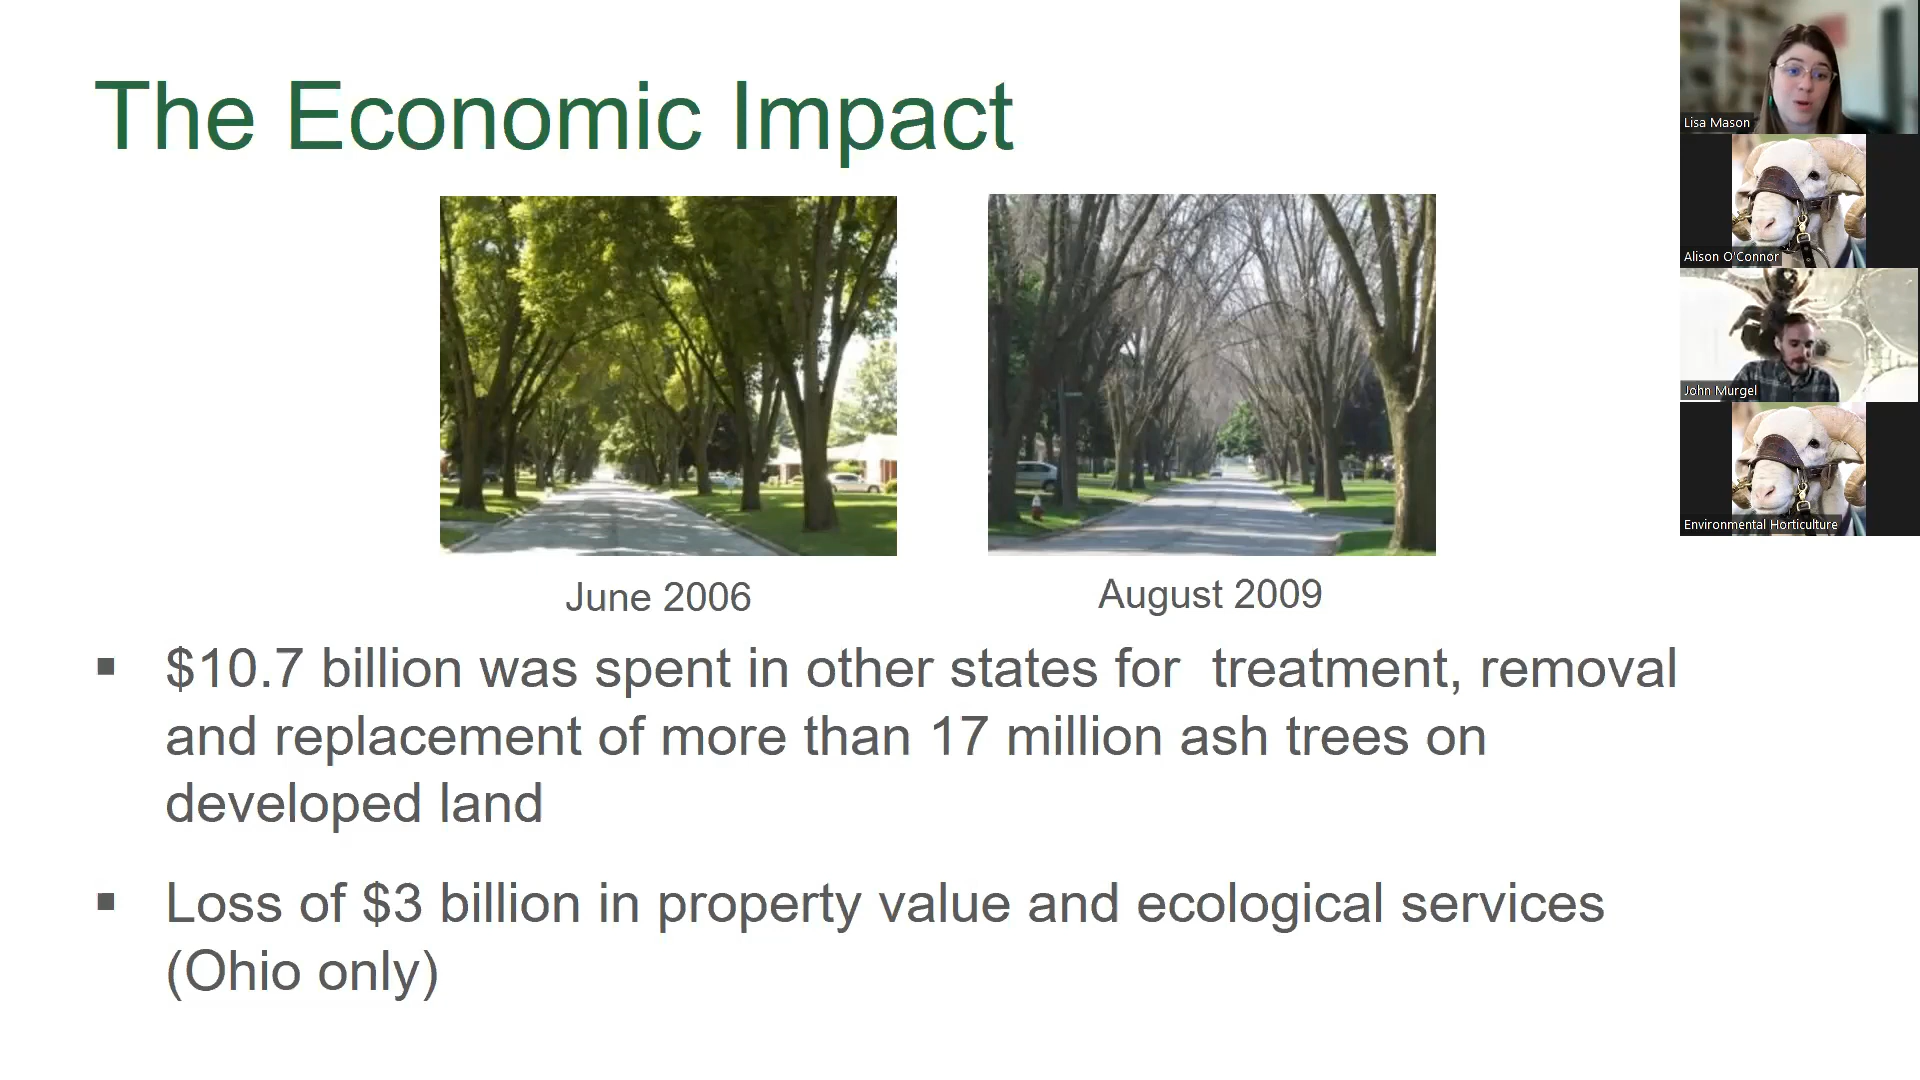 The Economic Impact
June 2006
August 2009
▪ $10.7 billion was spent in other states for  treatment, removal
and replacement of more than 17 million ash trees on
developed land
▪ Loss of $3 billion in property value and ecological services
(Ohio only)
Lisa Mason
Alison O'Connor
John Murgel
Environmental Horticulture